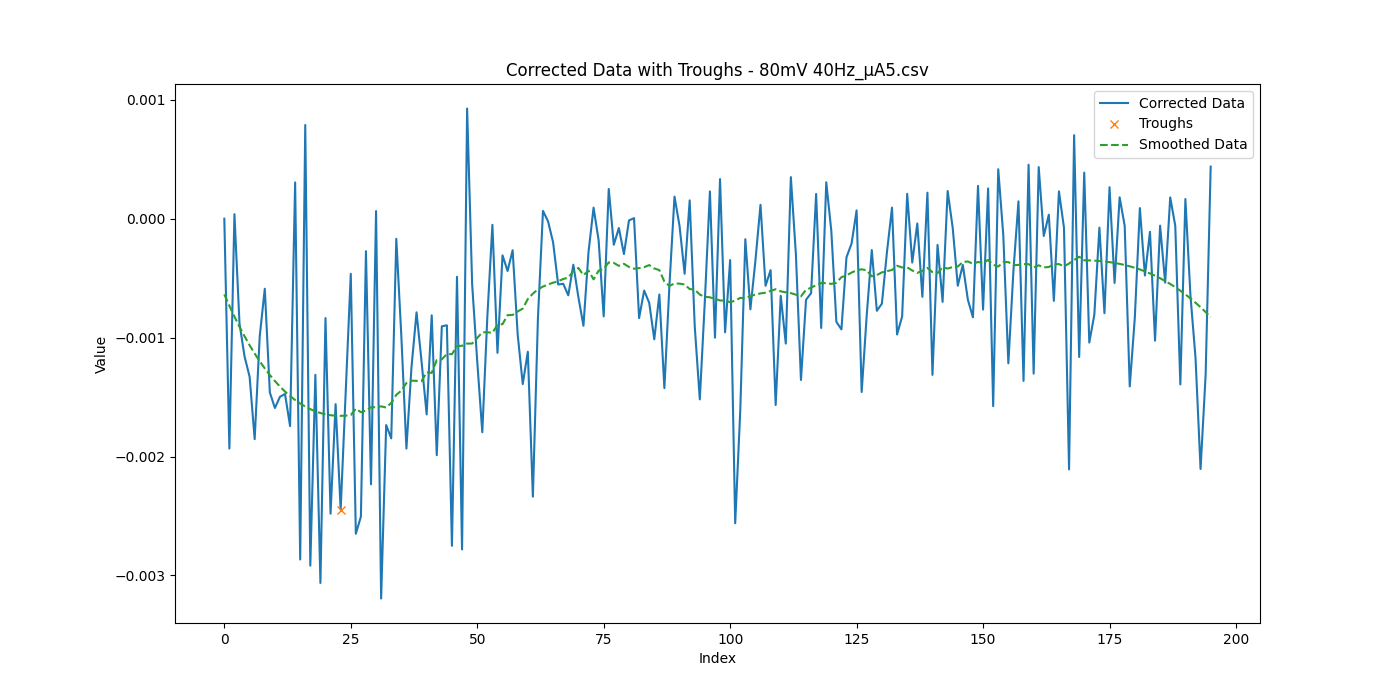 Corrected Data with Troughs - 80mV 40Hz_µA5.csv
Corrected Data
Troughs
Smoothed Data
Value
0.001
0.000
−0.001
−0.002
−0.003
0 25 50 75 100 125 150 175 200
Index